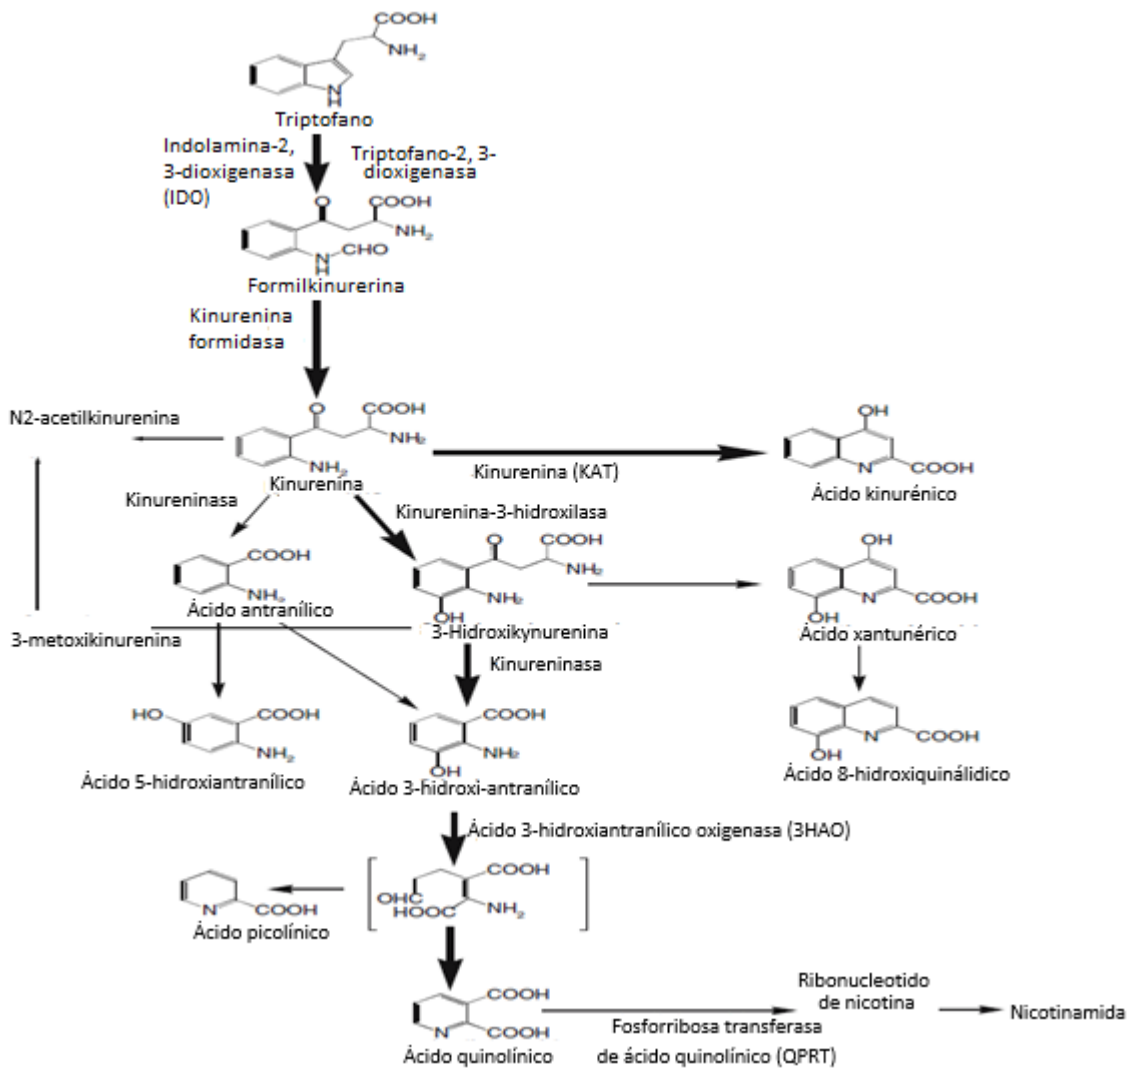 COOH
NH₂
N
H
Triptofano
Indolamina-2,
3-dioxigenasa
(IDO)
Triptofano-2, 3-
dioxigenasa
O
COOH
NH₂
N
H
CHO
Formilkinurerina
Kinurenina
formidasa
N2-acetilkinurenina
O
COOH
NH₂
NH₂
Kinurenina
Kinurenina (KAT)
OH
N
COOH
Ácido kinurénico
Kinureninasa
Kinurenina-3-hidroxilasa
COOH
NH₂
Ácido antranílico
O
COOH
NH₂
NH₂
OH
3-Hidroxikynurenina
OH
N
COOH
OH
Ácido xantunérico
3-metoxikinurenina
Kinureninasa
HO
COOH
NH₂
Ácido 5-hidroxiantranílico
COOH
NH₂
OH
Ácido 3-hidroxi-antranílico
N
COOH
OH
Ácido 8-hidroxiquinálidico
Ácido 3-hidroxiantranílico oxigenasa (3HAO)
N
COOH
Ácido picolínico
COOH
OHC
HOOC
NH₂
COOH
N
COOH
Ácido quinolínico
Fosforribosa transferasa
de ácido quinolínico (QPRT)
Ribonucleotido
de nicotina
Nicotinamida